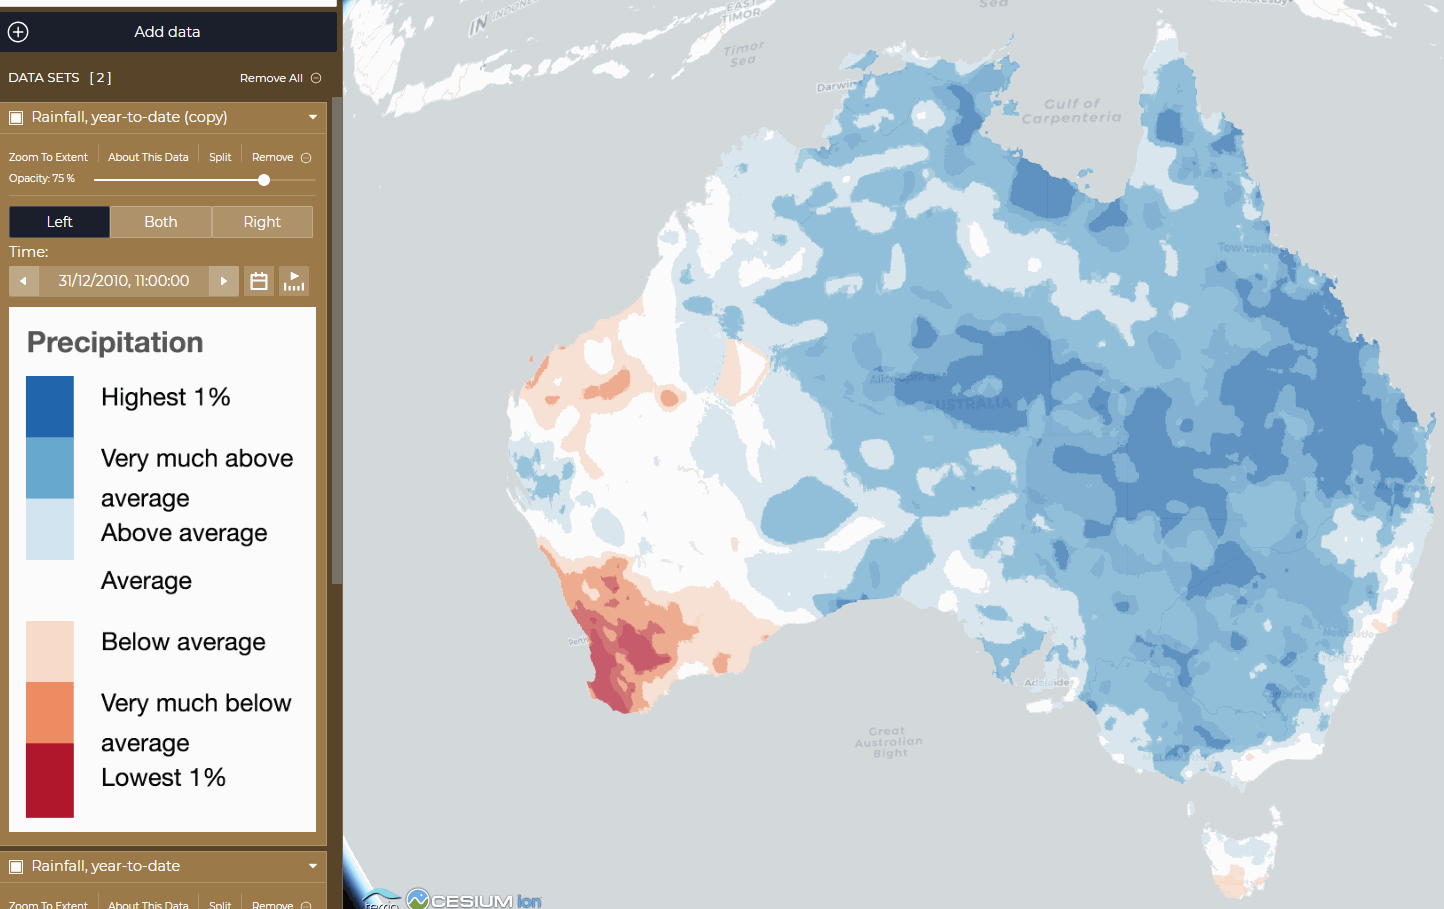 Add data
DATA SETS [ 2 ]
Remove All
Rainfall, year-to-date (copy)
Zoom To Extent
About This Data
Split
Remove
Opacity: 75 %
Left
Both
Right
Time:
31/12/2010, 11:00:00
Precipitation
Highest 1%
Very much above
average
Above average
Average
Below average
Very much below
average
Lowest 1%
Rainfall, year-to-date
Zoom To Extent
About This Data
Split
Remove
EAST
TIMOR
Sea
Timor
Sea
Darwin
Gulf of
Carpenteria
Townsville
Alice Springs
AUSTRALIA
Perth
Newcastle
SYDNEY
Canberra
Adelaide
MELBOURNE
Great
Australian
Bight
CESIUM ion